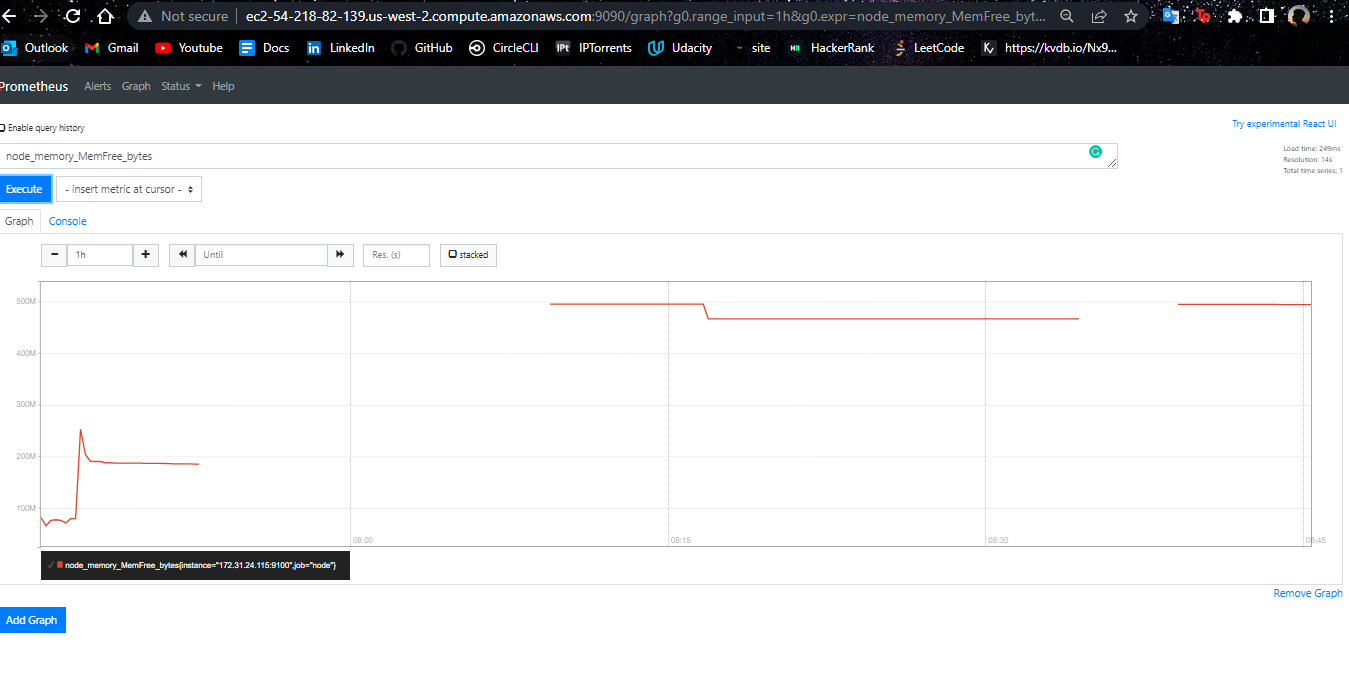 Not secure ec2-54-218-82-139.us-west-2.compute.amazonaws.com:9090/graph?g0.range_input=1h&g0.expr=node_memory_MemFree_byt...
Outlook Gmail Youtube Docs LinkedIn GitHub CircleCLI IPt IPTorrents Udacity site HackerRank LeetCode https://kvdb.io/Nx9...
Prometheus Alerts Graph Status Help
Enable query history Try experimental React UI
node_memory_MemFree_bytes
Load time: 249ms
Resolution: 14s
Total time series: 1
Execute - insert metric at cursor -
Graph Console
1h Until Res. (s) stacked
500M
400M
300M
200M
100M
08:00 08:15 08:30 08:45
node_memory_MemFree_bytes{instance="172.31.24.115:9100",job="node"}
Remove Graph
Add Graph